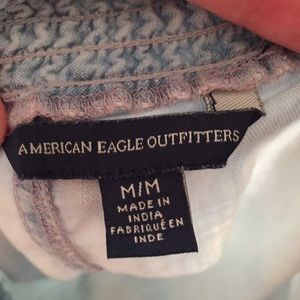 AMERICAN EAGLE OUTFITTERS
M/M
MADE IN
INDIA
FABRIQUÉ EN
INDE